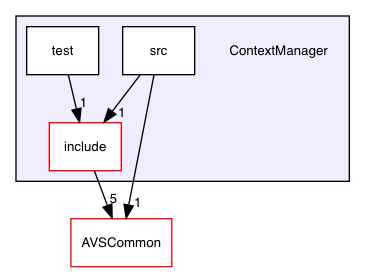 test
src
ContextManager
1
1
include
5
1
AVSCommon